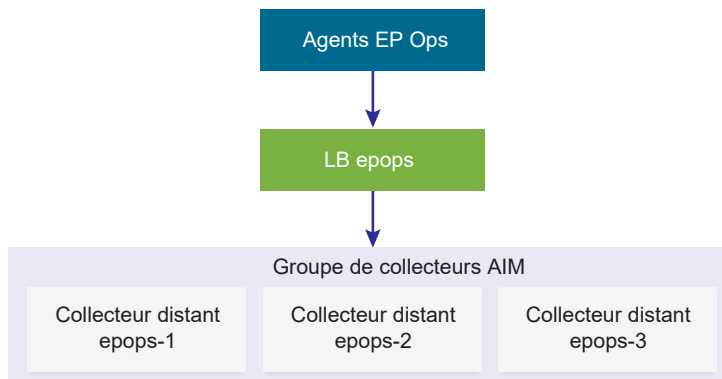 Agents EP Ops
LB epops
Groupe de collecteurs AIM
Collecteur distant
epops-1
Collecteur distant
epops-2
Collecteur distant
epops-3